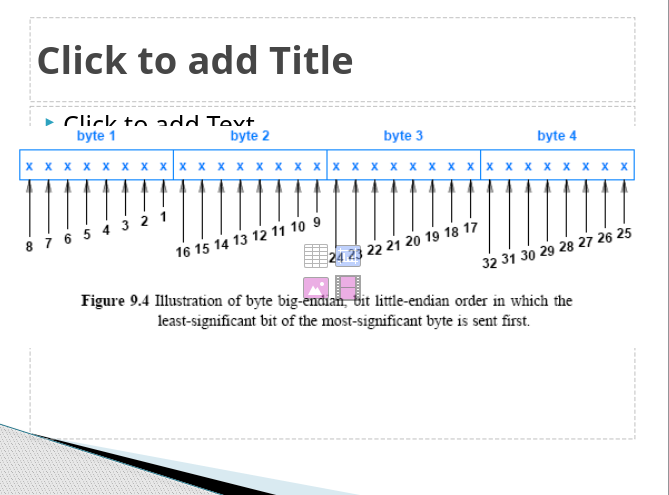 Click to add Title
Click to add Text
byte 1 byte 2 byte 3 byte 4
x x x x x x x x x x x x x x x x x x x x x x x x x x x x x x x x
8 7 6 5 4 3 2 1 16 15 14 13 12 11 10 9 24 23 22 21 20 19 18 17 32 31 30 29 28 27 26 25
Figure 9.4 Illustration of byte big-endian, bit little-endian order in which the
least-significant bit of the most-significant byte is sent first.